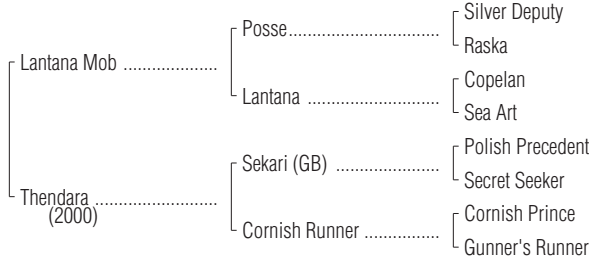 Silver Deputy
Posse..................................
Raska
Lantana Mob ....................
Copelan
Lantana .............................
Sea Art
Polish Precedent
Sekari (GB) .......................
Secret Seeker
Thendara ..........................
(2000)
Cornish Prince
Cornish Runner ................
Gunner's Runner